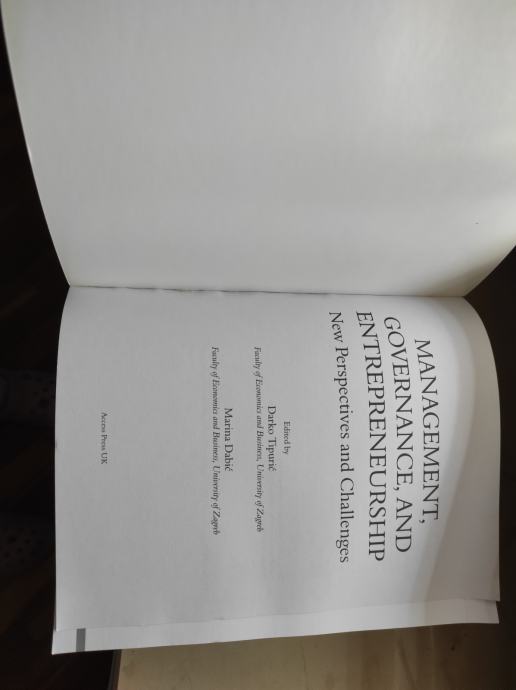 MANAGEMENT,
GOVERNANCE, AND
ENTREPRENEURSHIP
New Perspectives and Challenges
Edited by
Darko Tipurić
Faculty of Economics and Business, University of Zagreb
Marina Dabić
Faculty of Economics and Business, University of Zagreb
Access Press UK